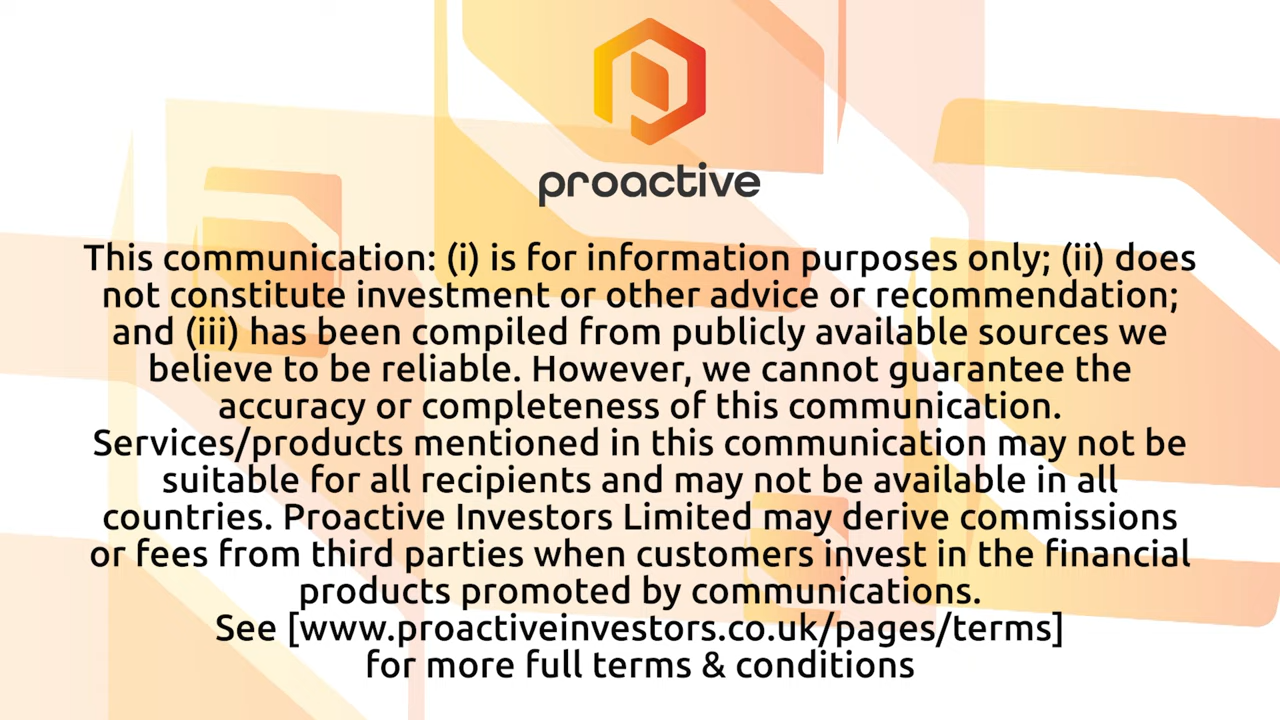 proactive
This communication: (i) is for information purposes only; (ii) does
not constitute investment or other advice or recommendation;
and (iii) has been compiled from publicly available sources we
believe to be reliable. However, we cannot guarantee the
accuracy or completeness of this communication.
Services/products mentioned in this communication may not be
suitable for all recipients and may not be available in all
countries. Proactive Investors Limited may derive commissions
or fees from third parties when customers invest in the financial
products promoted by communications.
See [www.proactiveinvestors.co.uk/pages/terms]
for more full terms & conditions